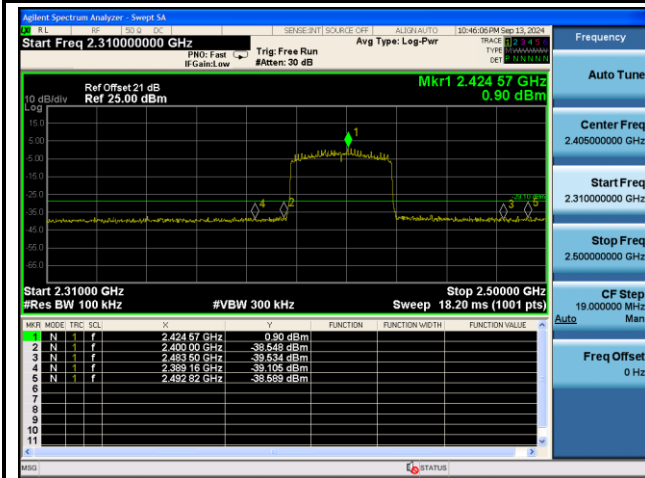 Agilent Spectrum Analyzer - Swept SA
RL RF 50 Ω DC SENSE:INT SOURCE OFF ALIGN AUTO 10:46:06 PM Sep 13, 2024
Start Freq 2.310000000 GHz
PNO: Fast
IFGain:Low
Trig: Free Run
#Atten: 30 dB
Avg Type: Log-Pwr
TRACE 1 2 3 4 5 6
TYPE
DET P N N N N N
Ref Offset 21 dB
Ref 25.00 dBm
10 dB/div
Log
Mkr1 2.424 57 GHz
0.90 dBm
15.0
5.00
-5.00
-15.0
-25.0
-35.0
-45.0
-55.0
-65.0
1
4 2 3 5
-29.10 dBm
Start 2.31000 GHz
#Res BW 100 kHz
#VBW 300 kHz
Stop 2.50000 GHz
Sweep 18.20 ms (1001 pts)
MKR MODE TRC SCL X Y FUNCTION FUNCTION WIDTH FUNCTION VALUE
1 N 1 f 2.424 57 GHz 0.90 dBm
2 N 1 f 2.400 00 GHz -38.548 dBm
3 N 1 f 2.483 50 GHz -39.534 dBm
4 N 1 f 2.389 16 GHz -39.105 dBm
5 N 1 f 2.492 82 GHz -38.589 dBm
6
7
8
9
10
11
MSG
STATUS
Frequency
Auto Tune
Center Freq
2.405000000 GHz
Start Freq
2.310000000 GHz
Stop Freq
2.500000000 GHz
CF Step
19.000000 MHz
Auto Man
Freq Offset
0 Hz